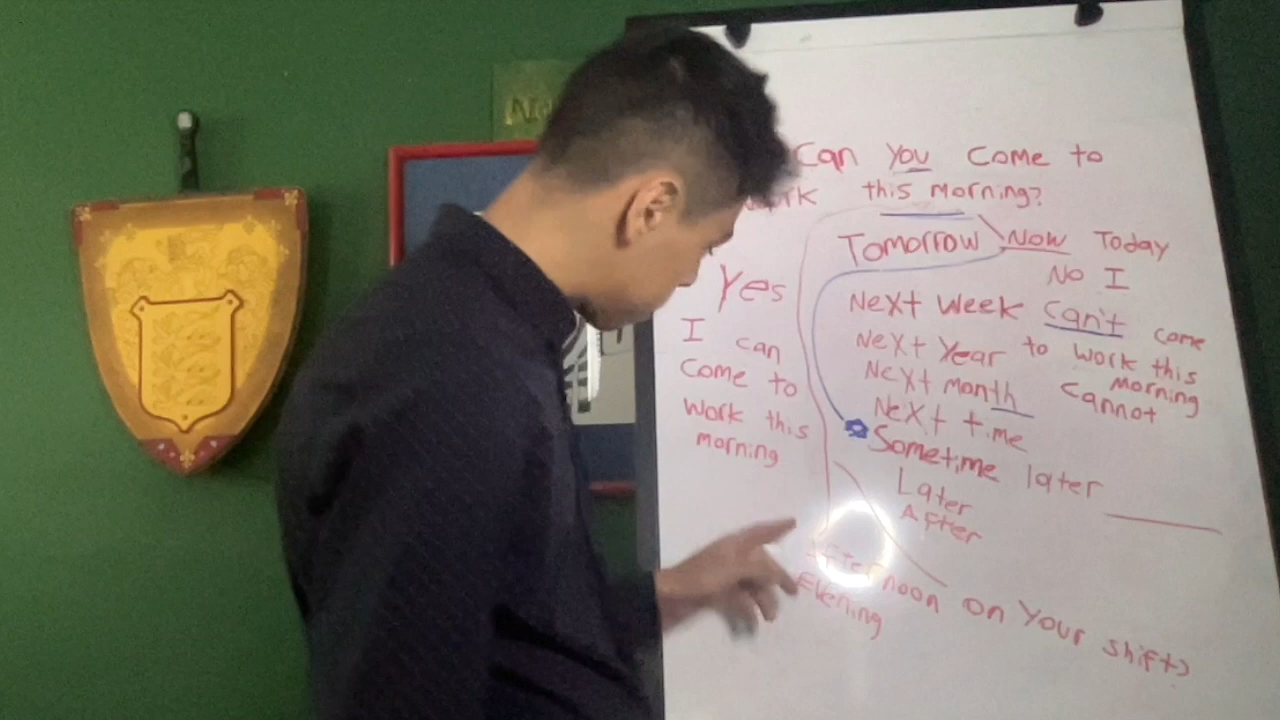 Can You Come to
this morning?
Tomorrow Now Today
No I
Yes
Next week can't come
I can
Next Year to work this
morning
Come to
Next month cannot
work this
Next time
morning
Sometime later
Later
After
Afternoon on Your shift?
Evening